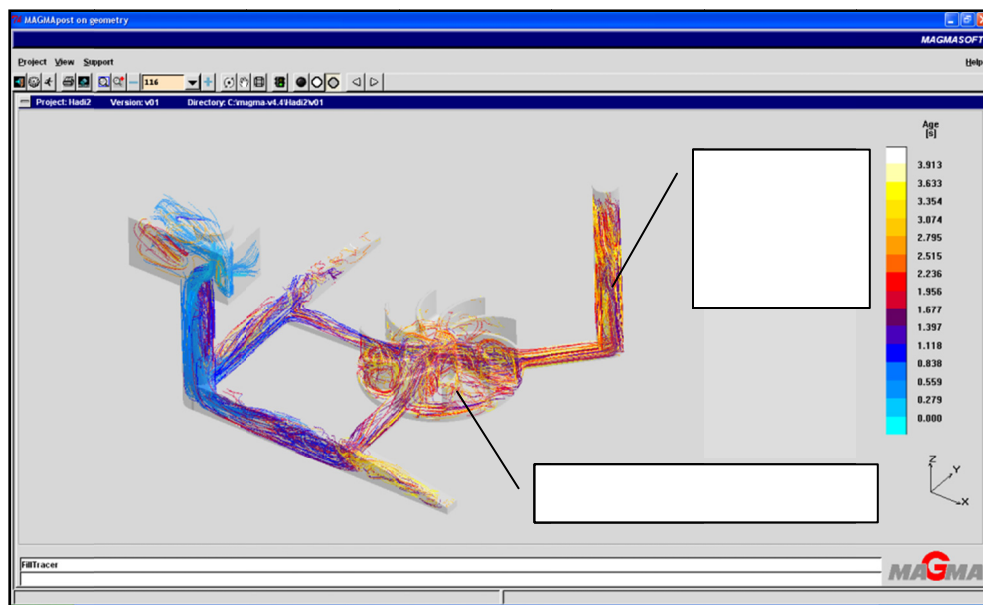 MAGMApost on geometry
MAGMASOFT
Project View Support Help
116
Project: Hadi2 Version: v01 Directory: C:\magma-v4.4\Hadi2\v01
Age
[s]
3.913
3.633
3.354
3.074
2.795
2.515
2.236
1.956
1.677
1.397
1.118
0.838
0.559
0.279
0.000
Z
Y
X
FillTracer
MAGMA